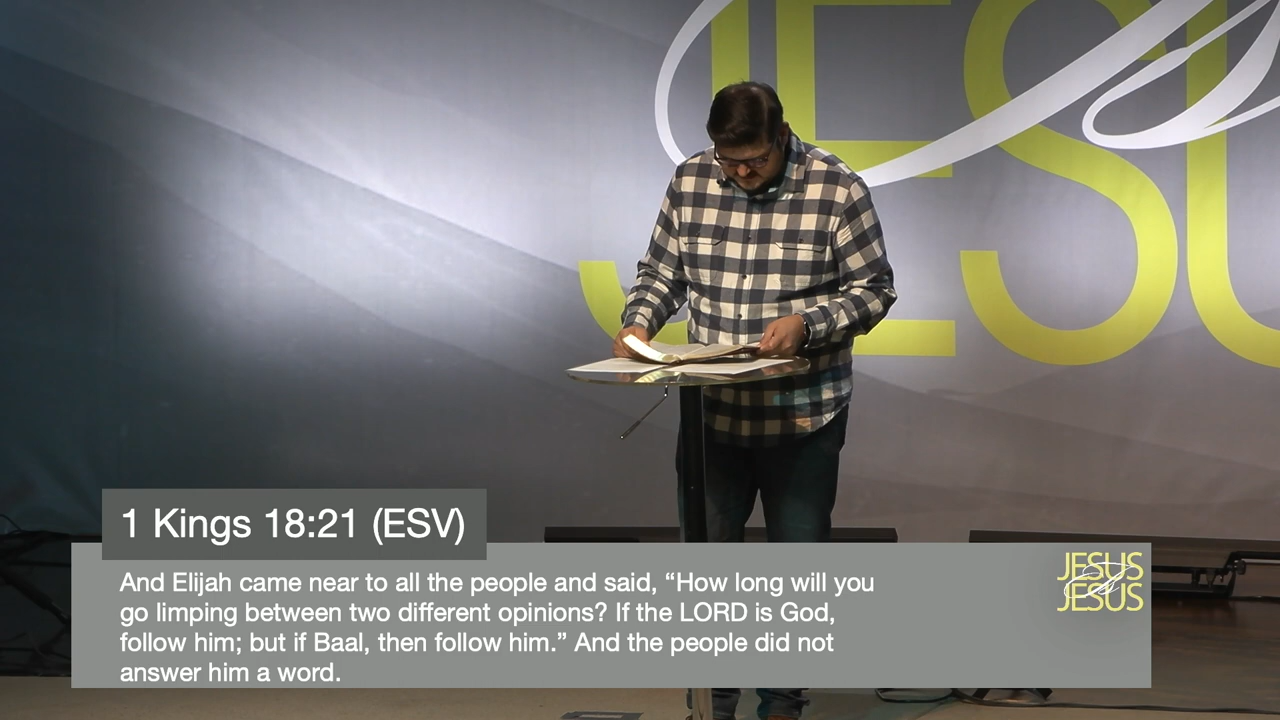 JESUS
1 Kings 18:21 (ESV)
And Elijah came near to all the people and said, “How long will you
go limping between two different opinions? If the LORD is God,
follow him; but if Baal, then follow him.” And the people did not
answer him a word.
JESUS
&
JESUS